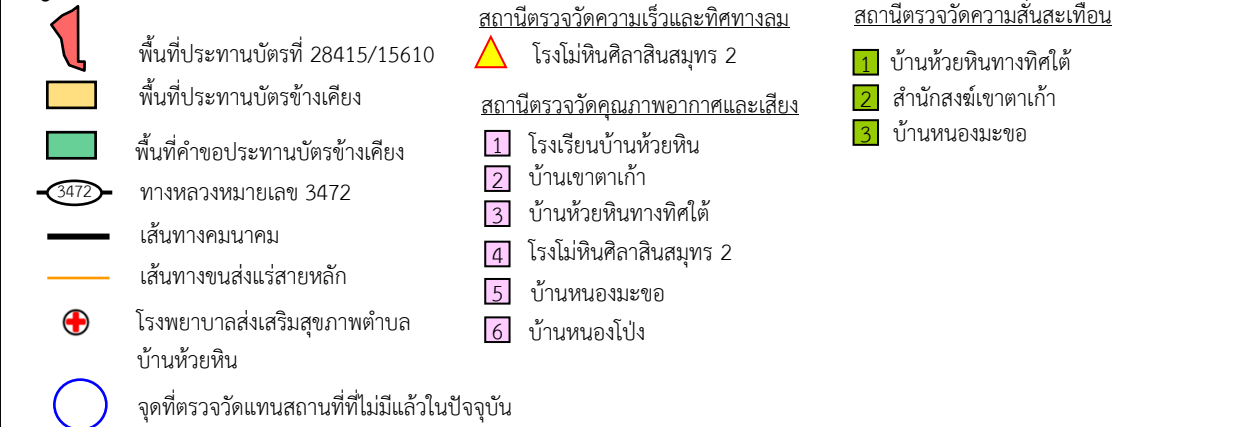 พื้นที่ประทานบัตรที่ 28415/15610
พื้นที่ประทานบัตรข้างเคียง
พื้นที่คำขอประทานบัตรข้างเคียง
3472 ทางหลวงหมายเลข 3472
เส้นทางคมนาคม
เส้นทางขนส่งแร่สายหลัก
โรงพยาบาลส่งเสริมสุขภาพตำบล
บ้านห้วยหิน
จุดที่ตรวจวัดแทนสถานที่ที่ไม่มีแล้วในปัจจุบัน
สถานีตรวจวัดความเร็วและทิศทางลม
โรงโม่หินศิลาสินสมุทร 2
สถานีตรวจวัดคุณภาพอากาศและเสียง
1 โรงเรียนบ้านห้วยหิน
2 บ้านเขาตาเก้า
3 บ้านห้วยหินทางทิศใต้
4 โรงโม่หินศิลาสินสมุทร 2
5 บ้านหนองมะขอ
6 บ้านหนองโป่ง
สถานีตรวจวัดความสั่นสะเทือน
1 บ้านห้วยหินทางทิศใต้
2 สำนักสงฆ์เขาตาเก้า
3 บ้านหนองมะขอ